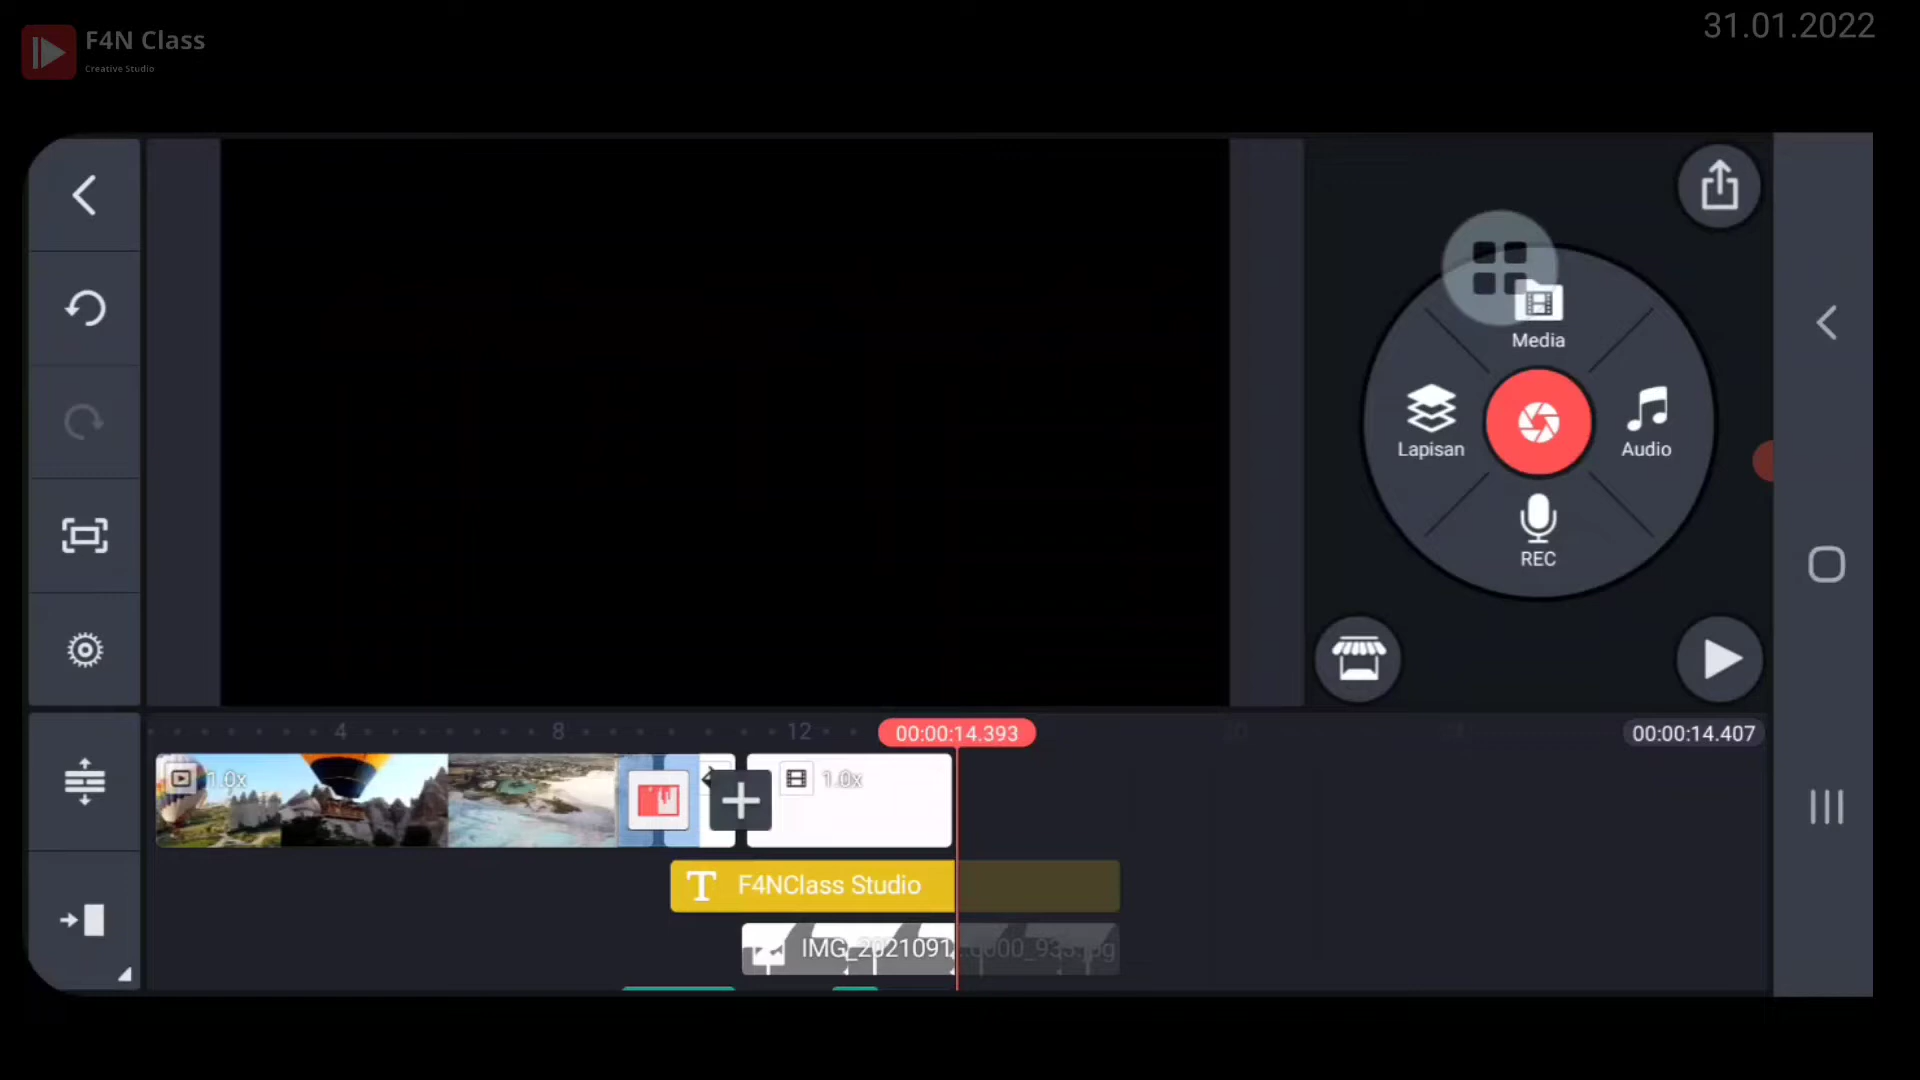 F4N Class
Creative Studio
31.01.2022
Media
Lapisan
Audio
REC
4
8
12
00:00:14.393
00:00:14.407
1.0x
1.0x
F4NClass Studio
IMG_2021091